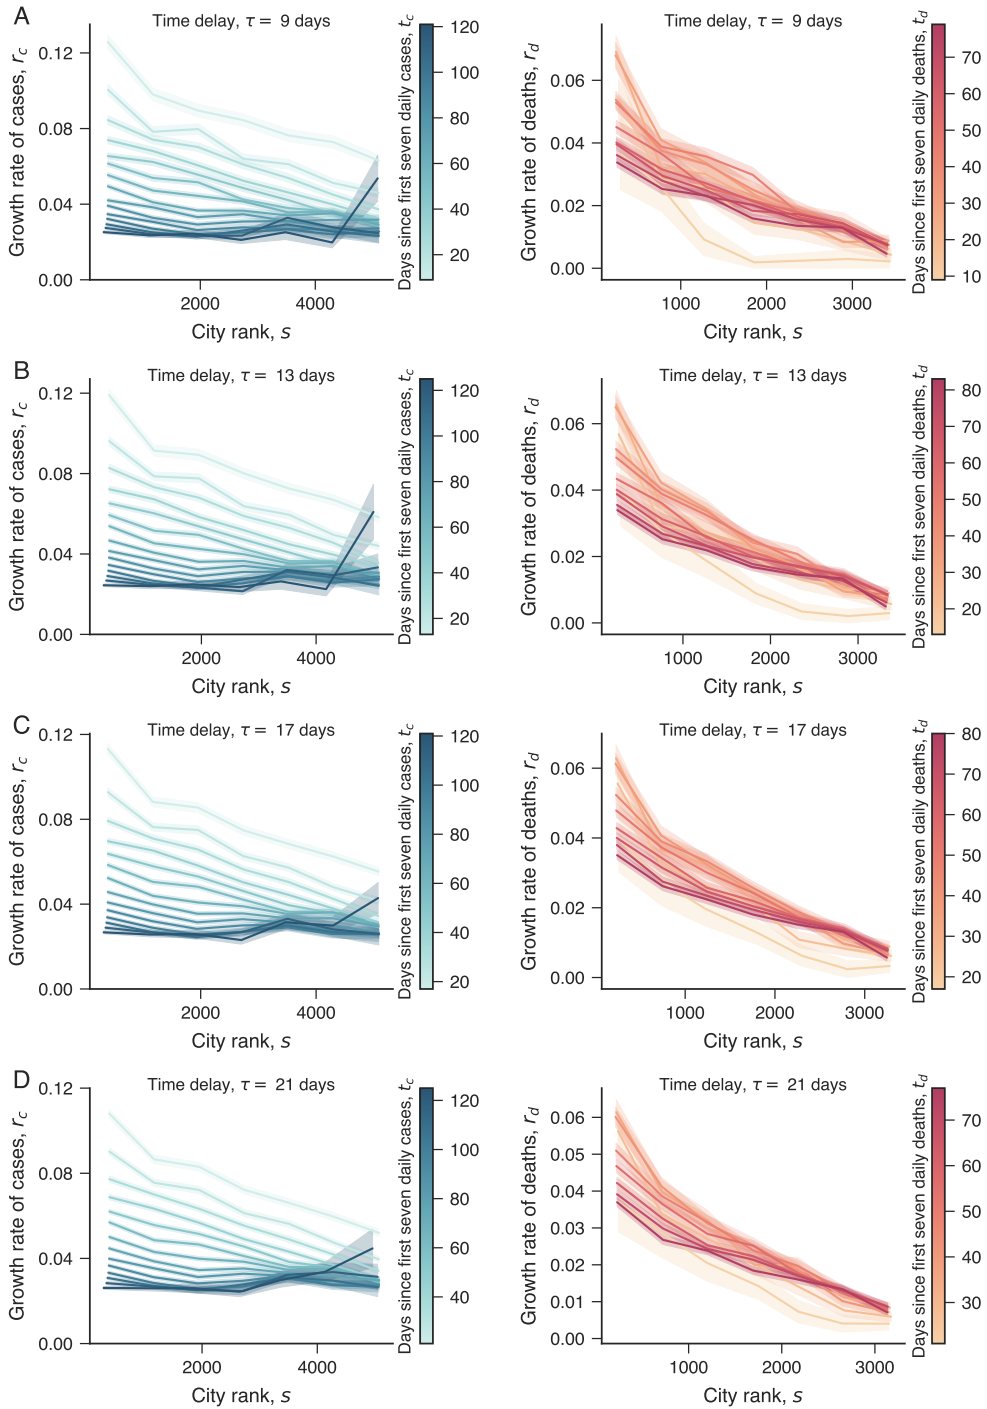 A
Time delay, τ = 9 days
Growth rate of cases, r_c
0.12
0.08
0.04
0.00
2000
4000
City rank, s
Days since first seven daily cases, t_c
120
100
80
60
40
20
Time delay, τ = 9 days
Growth rate of deaths, r_d
0.06
0.04
0.02
0.00
1000
2000
3000
City rank, s
Days since first seven daily deaths, t_d
70
60
50
40
30
20
10
B
Time delay, τ = 13 days
Growth rate of cases, r_c
0.12
0.08
0.04
0.00
2000
4000
City rank, s
Days since first seven daily cases, t_c
120
100
80
60
40
20
Time delay, τ = 13 days
Growth rate of deaths, r_d
0.06
0.04
0.02
0.00
1000
2000
3000
City rank, s
Days since first seven daily deaths, t_d
80
70
60
50
40
30
20
C
Time delay, τ = 17 days
Growth rate of cases, r_c
0.12
0.08
0.04
0.00
2000
4000
City rank, s
Days since first seven daily cases, t_c
120
100
80
60
40
20
Time delay, τ = 17 days
Growth rate of deaths, r_d
0.06
0.04
0.02
0.00
1000
2000
3000
City rank, s
Days since first seven daily deaths, t_d
80
70
60
50
40
30
20
D
Time delay, τ = 21 days
Growth rate of cases, r_c
0.12
0.08
0.04
0.00
2000
4000
City rank, s
Days since first seven daily cases, t_c
120
100
80
60
40
Time delay, τ = 21 days
Growth rate of deaths, r_d
0.06
0.05
0.04
0.03
0.02
0.01
0.00
1000
2000
3000
City rank, s
Days since first seven daily deaths, t_d
70
60
50
40
30